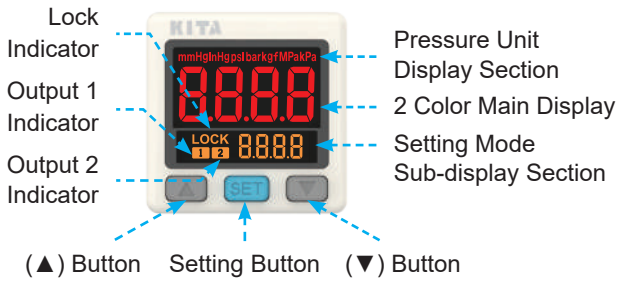 Lock
Indicator
Output 1
Indicator
Output 2
Indicator
KITA
mmHgInHgpsIbarkgfMPakPa
8.8.8.8
LOCK
1 2 8.8.8.8
▲ SET ▼
Pressure Unit
Display Section
2 Color Main Display
Setting Mode
Sub-display Section
(▲) Button Setting Button (▼) Button